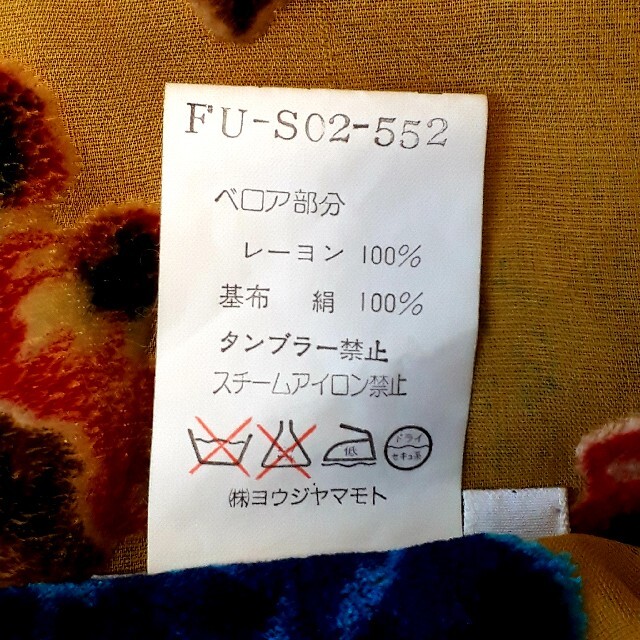 FU-S02-552
ベロア部分
レーヨン 100%
基布 絹 100%
タンブラー禁止
スチームアイロン禁止
低
ドライ
セキユ系
㈱ヨウジヤマモト